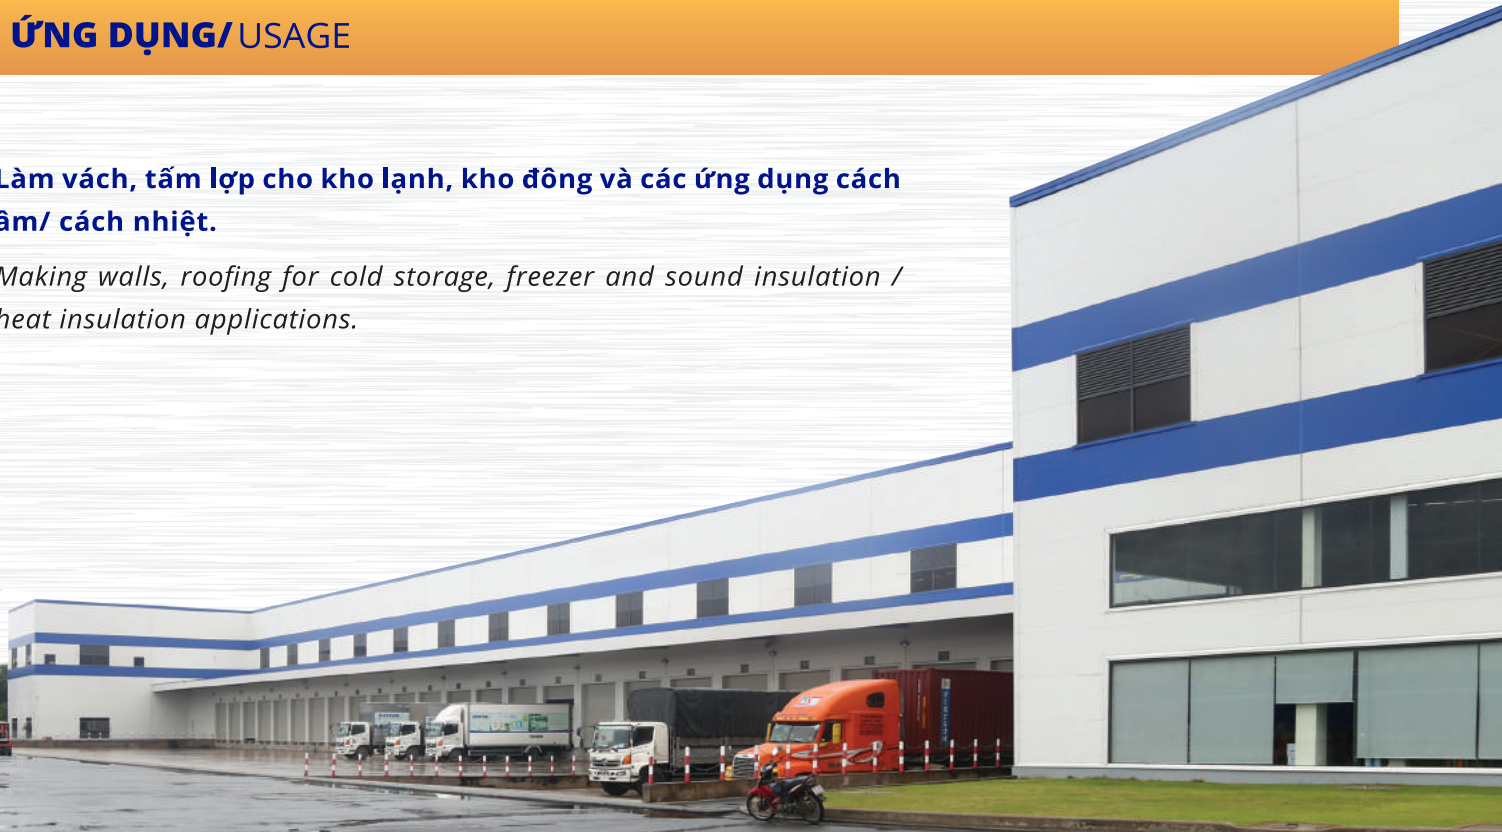 ỨNG DỤNG/ USAGE
Làm vách, tấm lợp cho kho lạnh, kho đông và các ứng dụng cách
âm/ cách nhiệt.
Making walls, roofing for cold storage, freezer and sound insulation /
heat insulation applications.